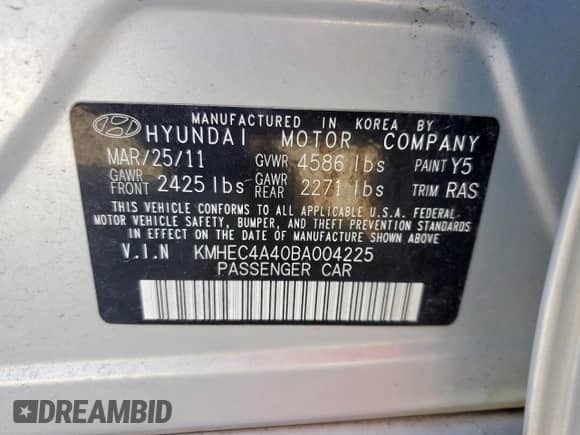 MANUFACTURED IN KOREA BY
HYUNDAI MOTOR COMPANY
MAR/25/11 GVWR 4586 lbs PAINT Y5
GAWR FRONT 2425 lbs GAWR REAR 2271 lbs TRIM RAS
THIS VEHICLE CONFORMS TO ALL APPLICABLE U.S.A. FEDERAL
MOTOR VEHICLE SAFETY, BUMPER, AND THEFT PREVENTION STANDARDS
IN EFFECT ON THE DATE OF MANUFACTURE SHOWN ABOVE
V.I.N KMHEC4A40BA004225
PASSENGER CAR
DREAMBID